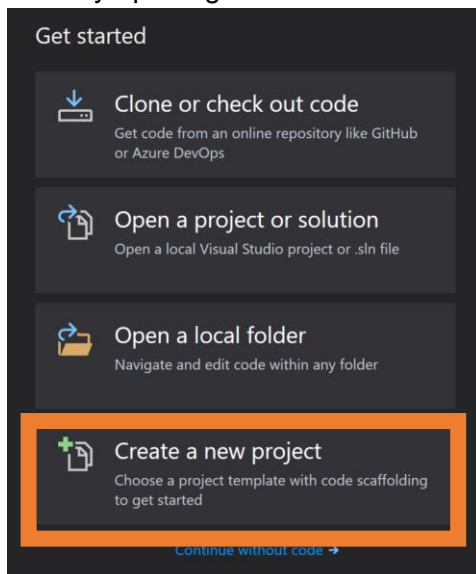 Get started
Clone or check out code
Get code from an online repository like GitHub
or Azure DevOps
Open a project or solution
Open a local Visual Studio project or .sln file
Open a local folder
Navigate and edit code within any folder
Create a new project
Choose a project template with code scaffolding
to get started
Continue without code →